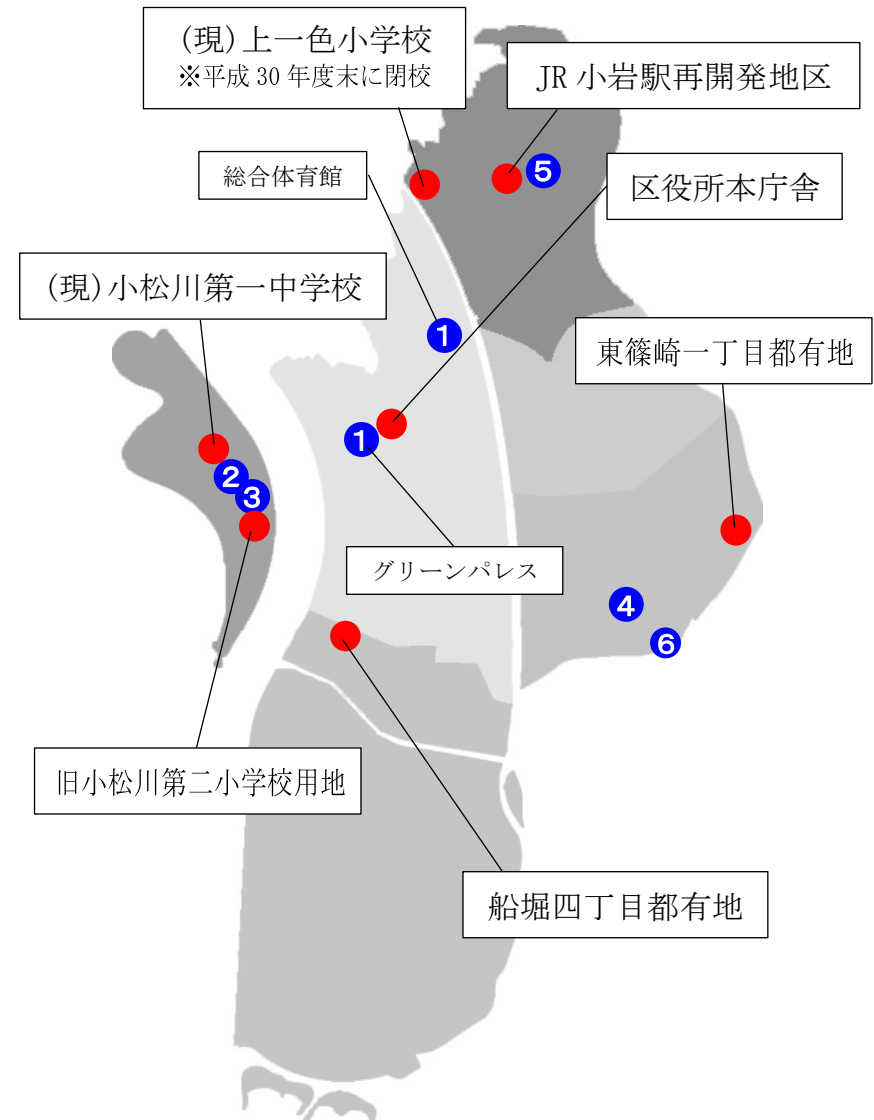 (現)上一色小学校
※平成 30 年度末に閉校
JR 小岩駅再開発地区
総合体育館
5
区役所本庁舎
(現)小松川第一中学校
1
東篠崎一丁目都有地
1
2
3
グリーンパレス
4
6
旧小松川第二小学校用地
船堀四丁目都有地